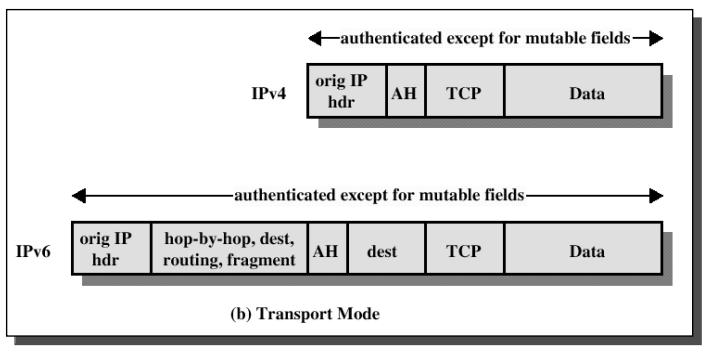 authenticated except for mutable fields
IPv4
orig IP
hdr
AH
TCP
Data
authenticated except for mutable fields
IPv6
orig IP
hdr
hop-by-hop, dest,
routing, fragment
AH
dest
TCP
Data
(b) Transport Mode